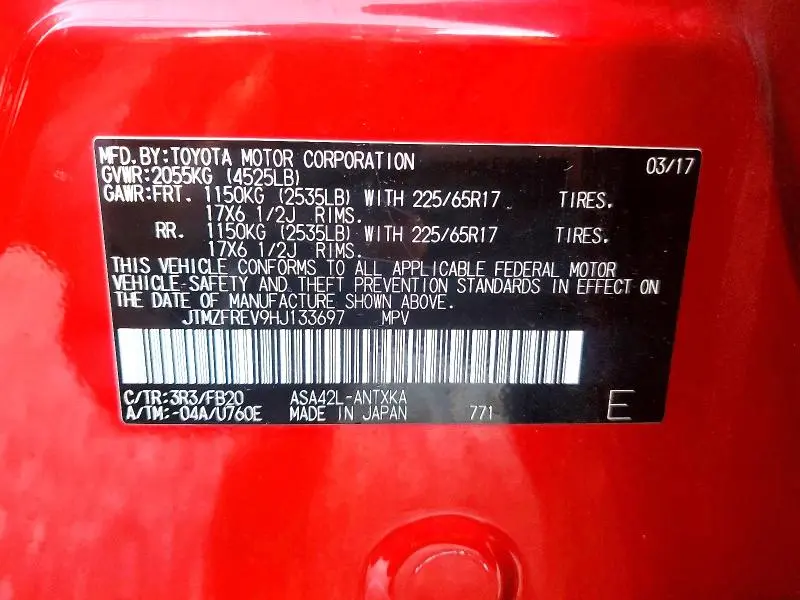 MFD.BY:TOYOTA MOTOR CORPORATION 03/17
GVWR:2055KG (4525LB)
GAWR:FRT. 1150KG (2535LB) WITH 225/65R17 TIRES.
17X6 1/2J RIMS.
RR. 1150KG (2535LB) WITH 225/65R17 TIRES.
17X6 1/2J RIMS.
THIS VEHICLE CONFORMS TO ALL APPLICABLE FEDERAL MOTOR
VEHICLE SAFETY AND THEFT PREVENTION STANDARDS IN EFFECT ON
THE DATE OF MANUFACTURE SHOWN ABOVE.
JTMZFREV9HJ133697 MPV
C/TR:3R3/FB20 ASA42L-ANTXKA
A/TM:-04A/U760E MADE IN JAPAN 771 E